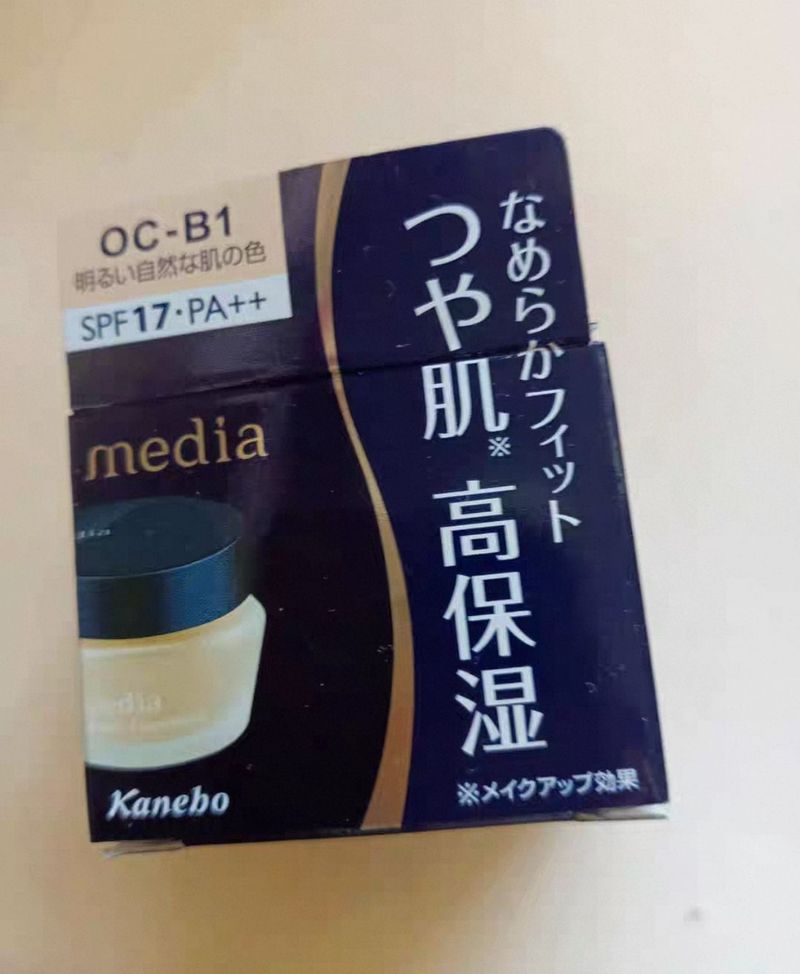 OC-B1
明るい自然な肌の色
SPF17・PA++
media
なめらかフィット
つや肌※
高保湿
media
Kanebo
※メイクアップ効果